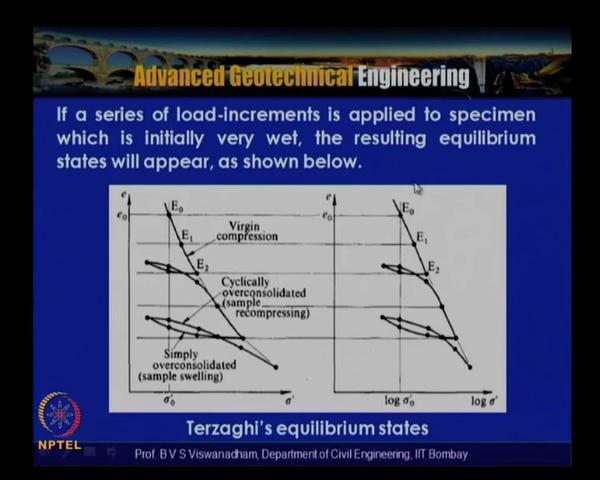 Advanced Geotechnical Engineering
If a series of load-increments is applied to specimen
which is initially very wet, the resulting equilibrium
states will appear, as shown below.
e
e₀
E₀
E₁
E₂
Virgin
compression
Cyclically
overconsolidated
(sample
recompressing)
Simply
overconsolidated
(sample swelling)
σ'₀
σ'
e
e₀
E₀
E₁
E₂
log σ'₀
log σ'
Terzaghi's equilibrium states
NPTEL
Prof. B V S Viswanadham, Department of Civil Engineering, IIT Bombay